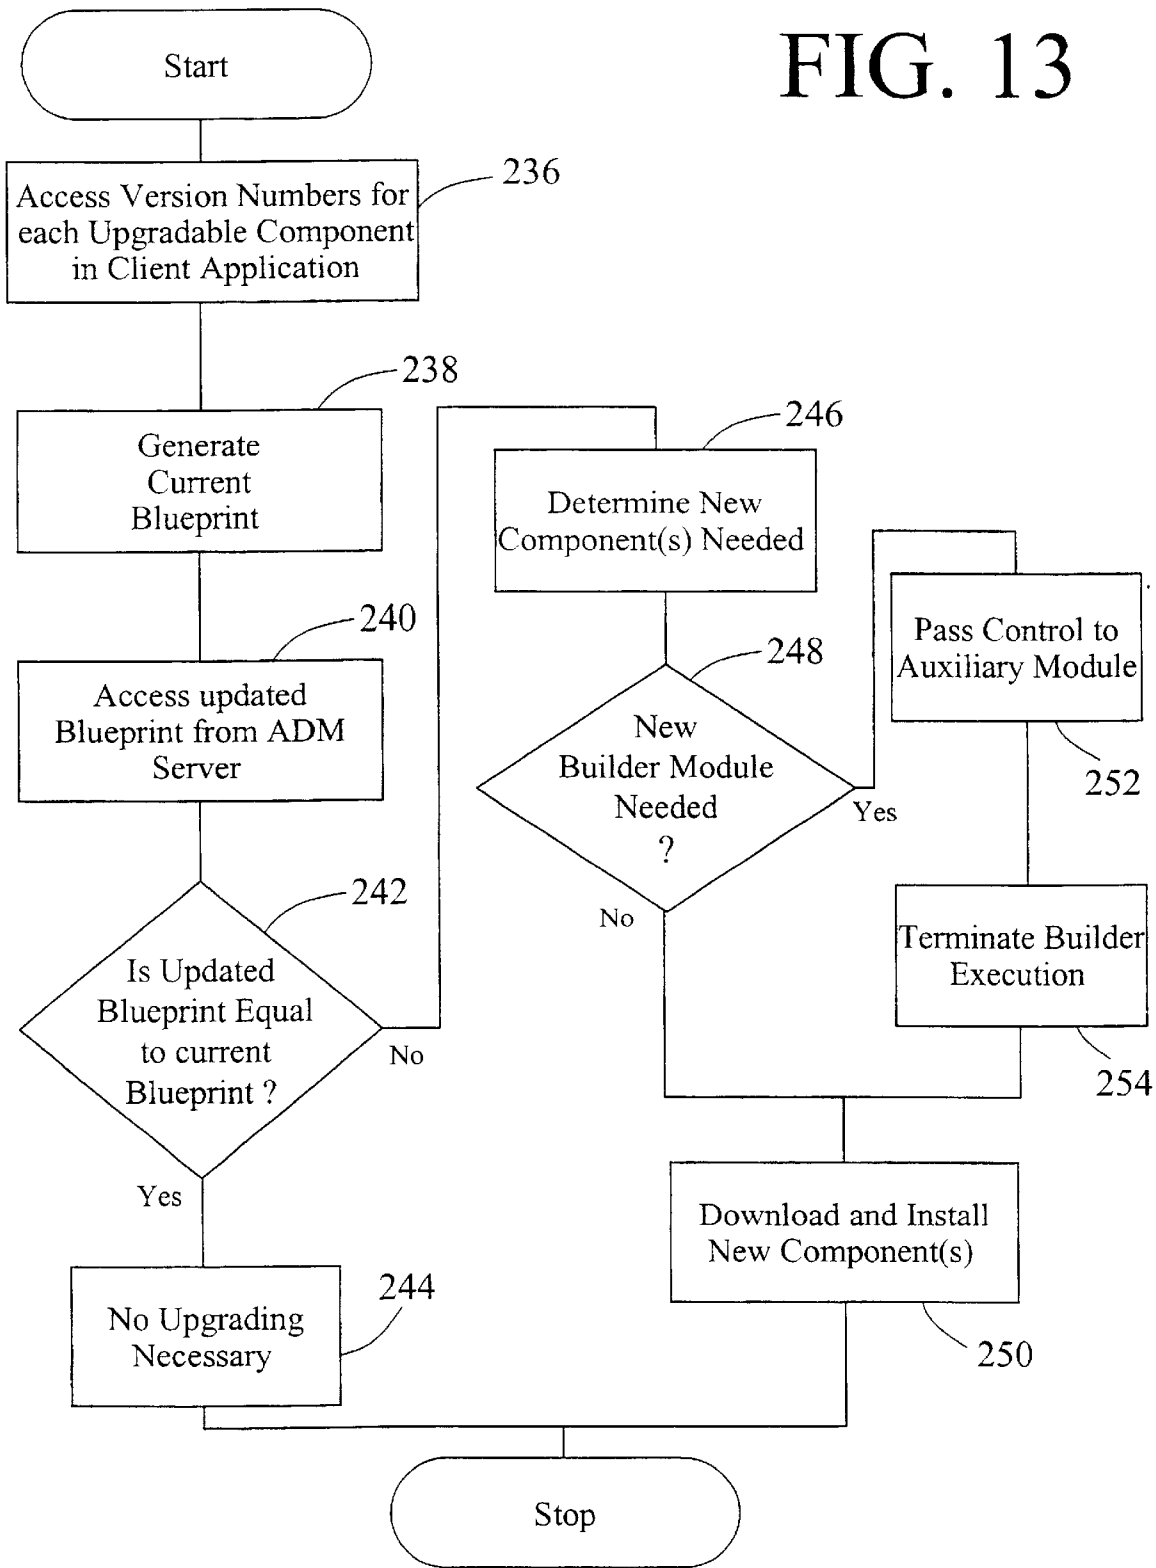 FIG. 13
Start
236
Access Version Numbers for
each Upgradable Component
in Client Application
238
Generate
Current
Blueprint
240
Access updated
Blueprint from ADM
Server
242
Is Updated
Blueprint Equal
to current
Blueprint ?
No
Yes
244
No Upgrading
Necessary
246
Determine New
Component(s) Needed
248
New
Builder Module
Needed
?
Yes
No
Pass Control to
Auxiliary Module
252
Terminate Builder
Execution
254
Download and Install
New Component(s)
250
Stop